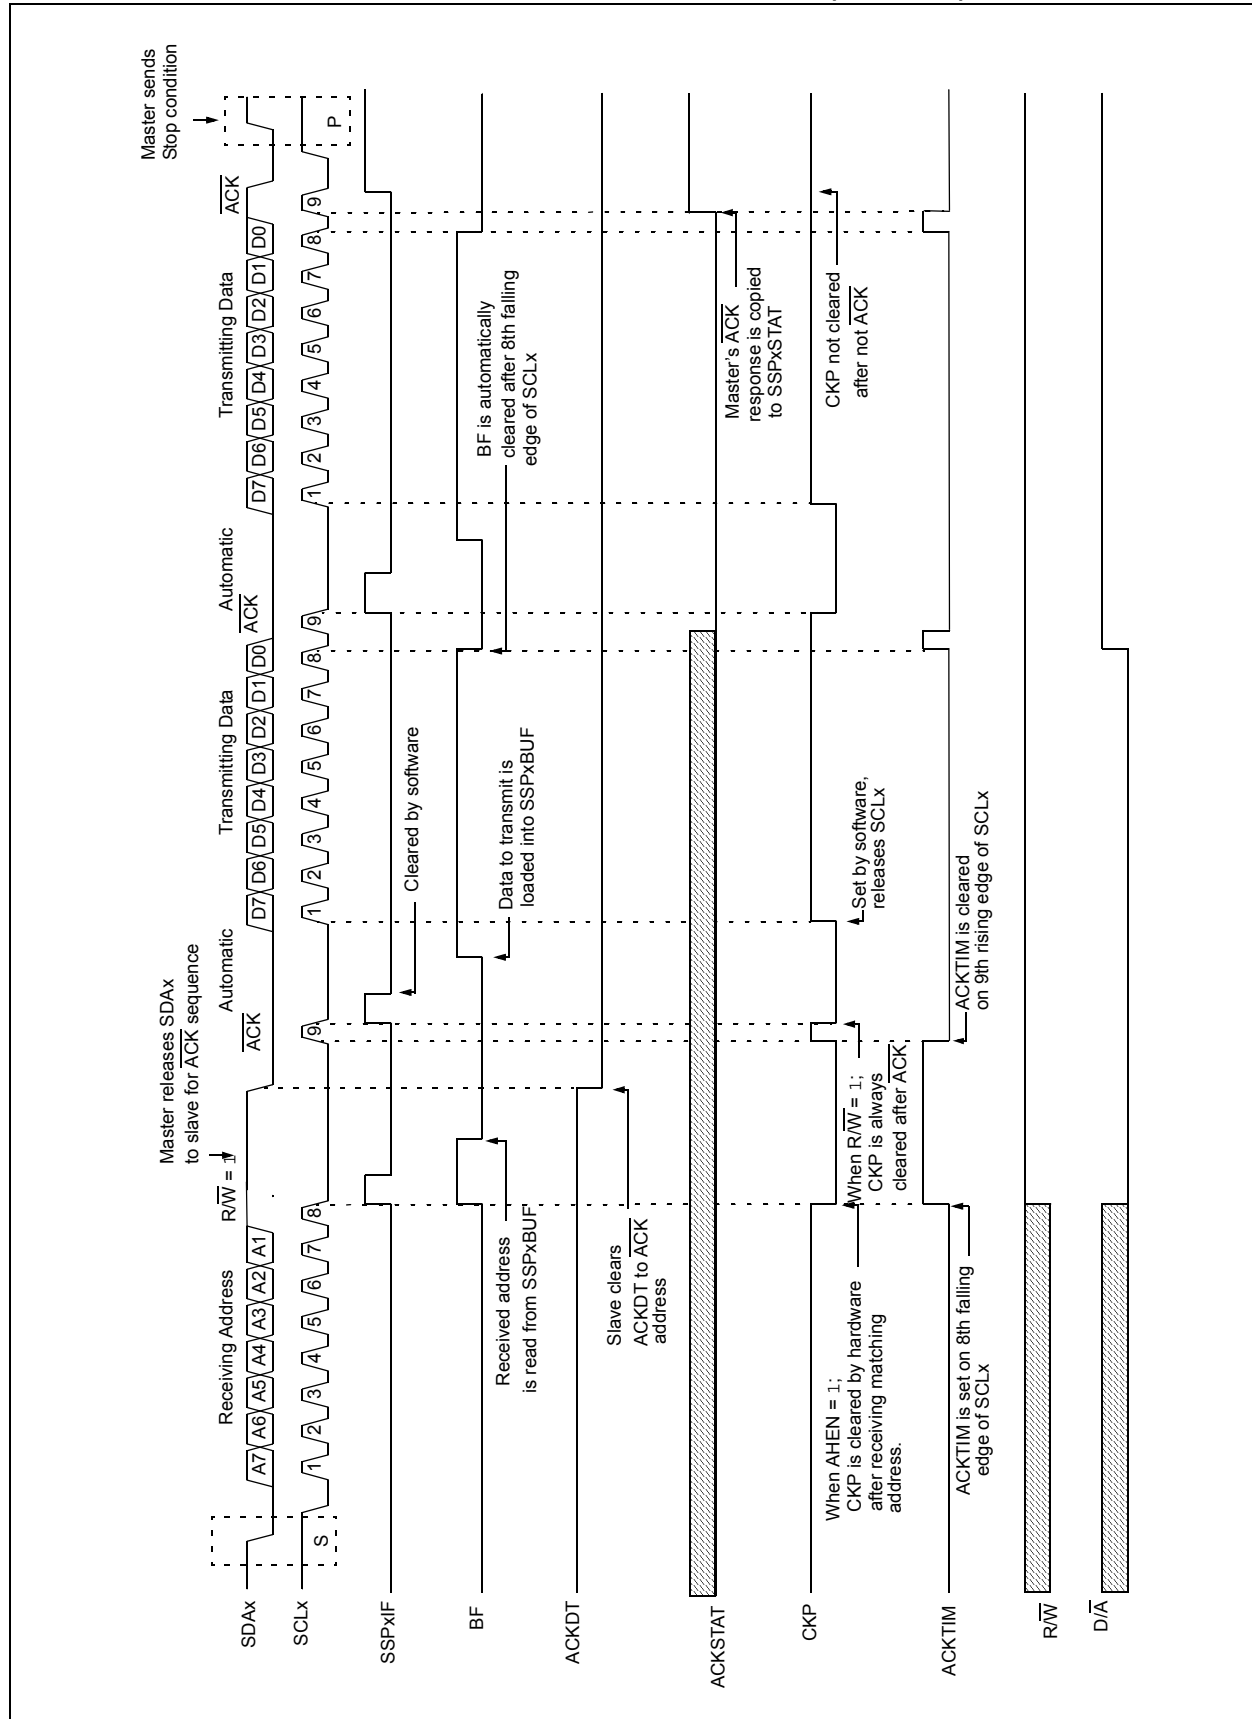 Master sends
Stop condition
Master releases SDAx
to slave for ACK sequence
Receiving Address
R/W = 1
Automatic
ACK
Transmitting Data
Automatic
ACK
Transmitting Data
ACK
SDAx
A7 A6 A5 A4 A3 A2 A1
D7 D6 D5 D4 D3 D2 D1 D0
D7 D6 D5 D4 D3 D2 D1 D0
SCLx
S
1 2 3 4 5 6 7 8 9
1 2 3 4 5 6 7 8 9
1 2 3 4 5 6 7 8 9
P
SSPxIF
Cleared by software
BF
Received address
is read from SSPxBUF
Data to transmit is
loaded into SSPxBUF
BF is automatically
cleared after 8th falling
edge of SCLx
ACKDT
Slave clears
ACKDT to ACK
address
ACKSTAT
Master's ACK
response is copied
to SSPxSTAT
CKP
When AHEN = 1;
CKP is cleared by hardware
after receiving matching
address.
When R/W = 1;
CKP is always
cleared after ACK
Set by software,
releases SCLx
CKP not cleared
after not ACK
ACKTIM
ACKTIM is set on 8th falling
edge of SCLx
ACKTIM is cleared
on 9th rising edge of SCLx
R/W
D/A